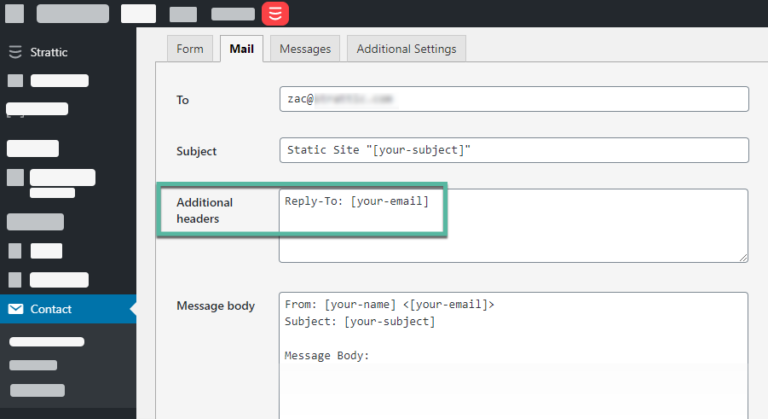 Strattic
Form
Mail
Messages
Additional Settings
To
zac@
Subject
Static Site "[your-subject]"
Additional
headers
Reply-To: [your-email]
Message body
From: [your-name] <[your-email]>
Subject: [your-subject]
Message Body:
Contact